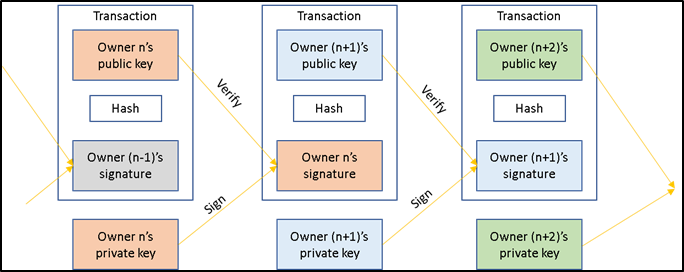 Transaction
Transaction
Transaction
Owner n's
public key
Owner (n+1)'s
public key
Owner (n+2)'s
public key
Verify
Verify
Hash
Hash
Hash
Owner (n-1)'s
signature
Owner n's
signature
Owner (n+1)'s
signature
Sign
Sign
Owner n's
private key
Owner (n+1)'s
private key
Owner (n+2)'s
private key